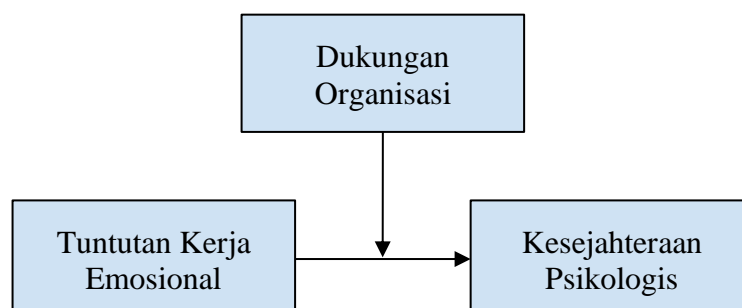 Dukungan
Organisasi
Tuntutan Kerja
Emosional
Kesejahteraan
Psikologis